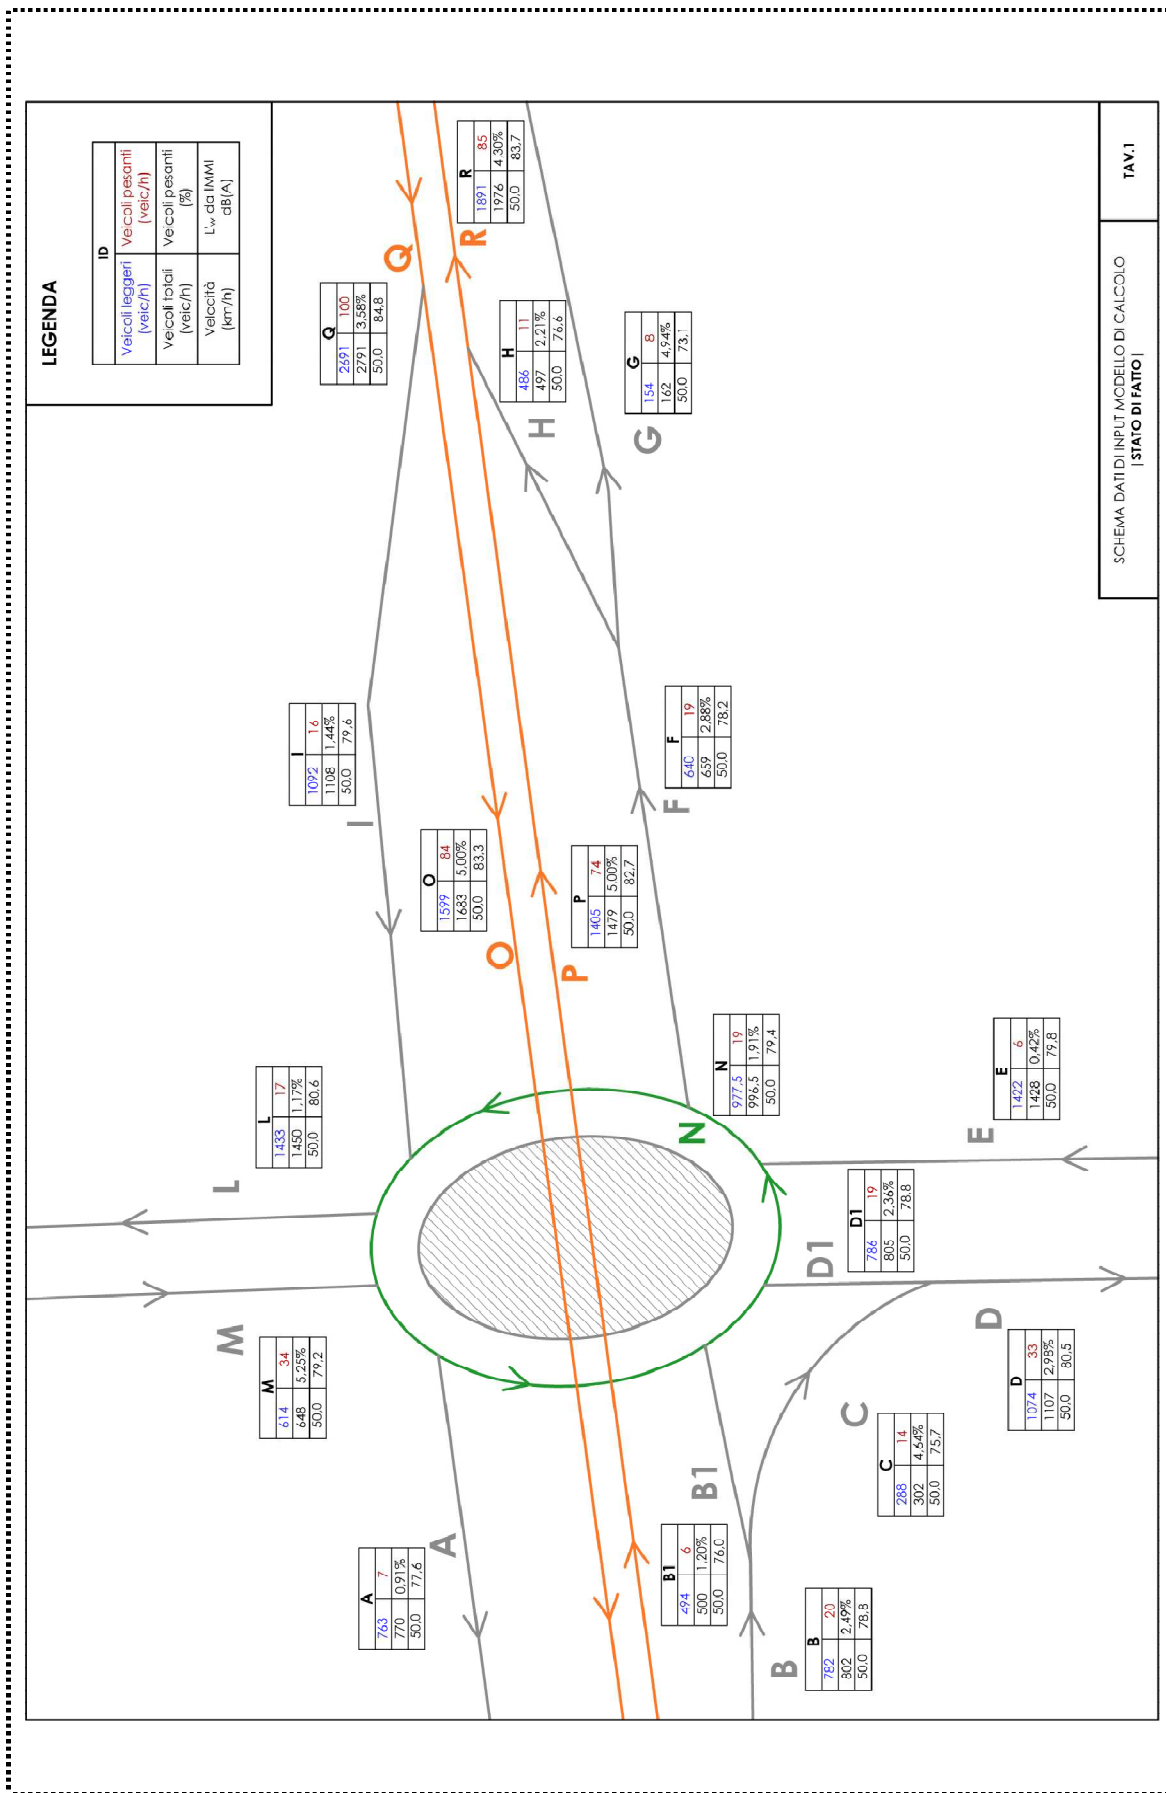 LEGENDA
ID
Veicoli leggeri (veic/h) Veicoli pesanti (veic/h)
Veicoli totali (veic/h) Veicoli pesanti (%)
Velocità (km/h) L'w da IMMI dB(A)
L
1433 17
1450 1,17%
50,0 80,6
I
1092 16
1108 1,44%
50,0 79,6
Q
2691 100
2791 3,58%
50,0 84,8
M
614 34
648 5,25%
50,0 79,2
A
763 7
770 0,91%
50,0 77,6
O
1599 84
1683 5,00%
50,0 83,3
R
1891 85
1976 4,30%
50,0 83,7
H
486 11
497 2,21%
50,0 76,6
P
1405 74
1479 5,00%
50,0 82,7
G
154 8
162 4,94%
50,0 73,1
F
640 19
659 2,88%
50,0 78,2
B1
494 6
500 1,20%
50,0 76,0
N
977,5 19
996,5 1,91%
50,0 79,4
B
782 20
802 2,49%
50,0 78,8
D1
786 19
805 2,36%
50,0 78,8
C
288 14
302 4,64%
50,0 75,7
E
1422 6
1428 0,42%
50,0 79,8
D
1074 33
1107 2,98%
50,0 80,5
L
M
I
A
Q
R
O
P
H
G
F
N
B1
B
C
D1
D
E
SCHEMA DATI DI INPUT MODELLO DI CALCOLO
| STATO DI FATTO |
TAV.1